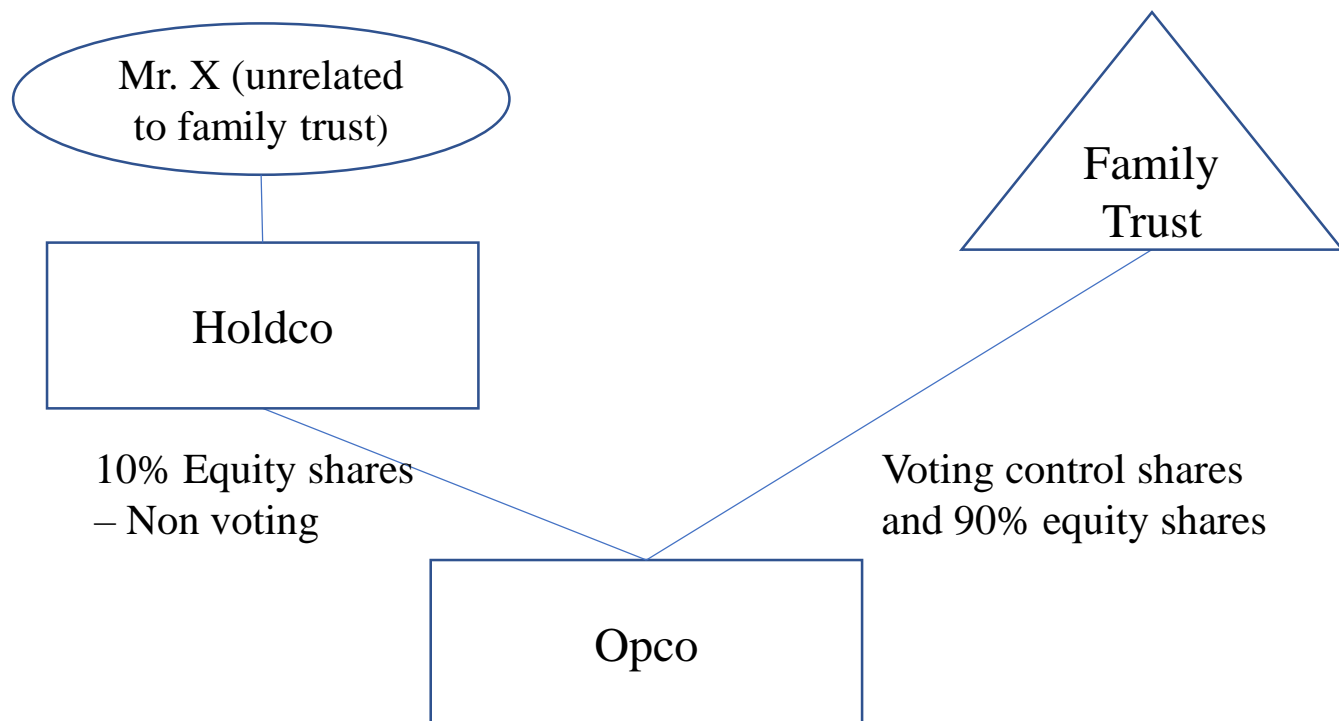 Mr. X (unrelated
to family trust)
Family
Trust
Holdco
10% Equity shares
– Non voting
Voting control shares
and 90% equity shares
Opco